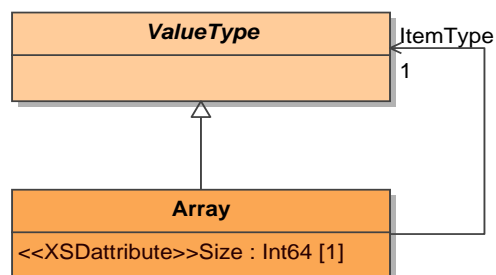 ValueType
ItemType
1
Array
<<XSDattribute>>Size : Int64 [1]